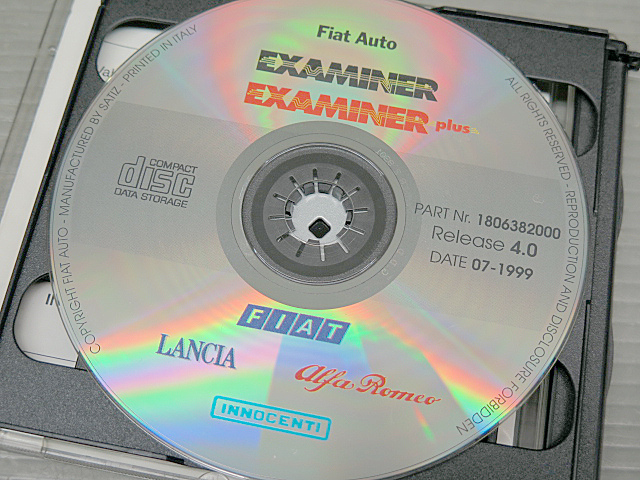 Fiat Auto
EXAMINER
EXAMINER plus
COMPACT
disc
DATA STORAGE
PART Nr. 1806382000
Release 4.0
DATE 07-1999
FIAT
LANCIA
Alfa Romeo
INNOCENTI
COPYRIGHT FIAT AUTO - MANUFACTURED BY SATIZ - PRINTED IN ITALY
ALL RIGHTS RESERVED - REPRODUCTION AND DISCLOSURE FORBIDDEN